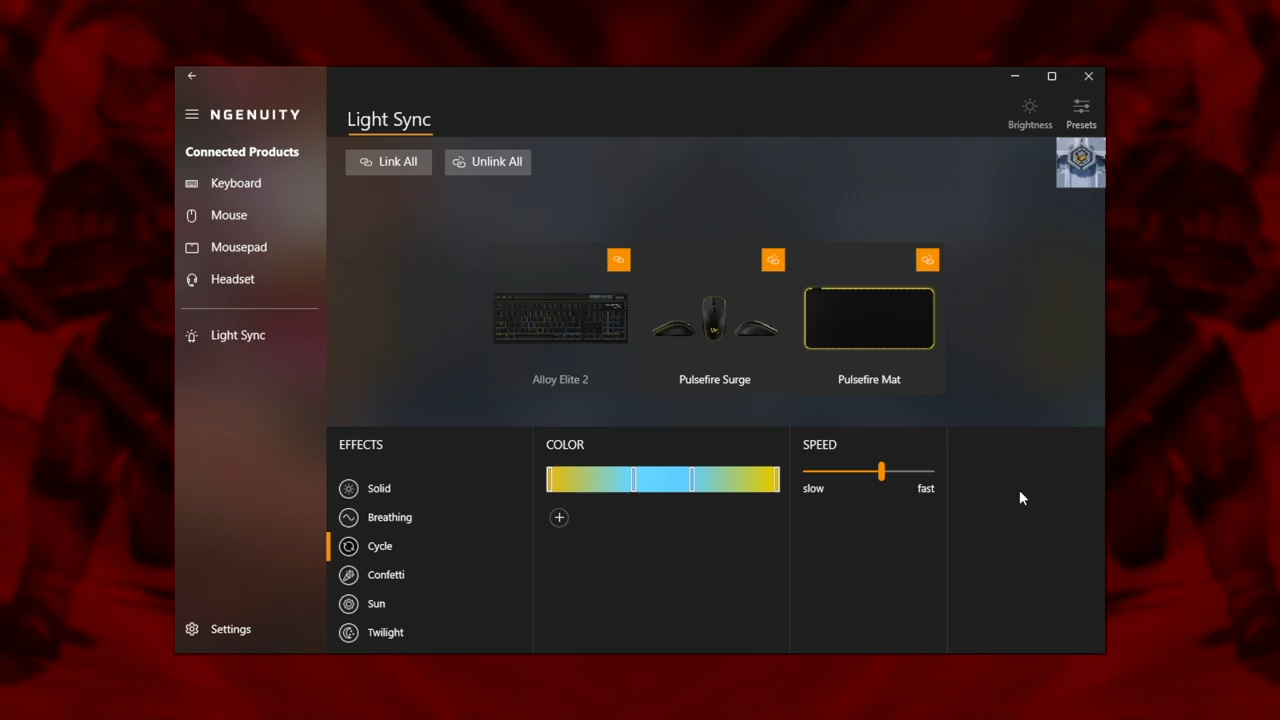 NGENUITY
Connected Products
Keyboard
Mouse
Mousepad
Headset
Light Sync
Settings
Light Sync
Brightness
Presets
Link All
Unlink All
Alloy Elite 2
Pulsefire Surge
Pulsefire Mat
EFFECTS
Solid
Breathing
Cycle
Confetti
Sun
Twilight
COLOR
SPEED
slow
fast